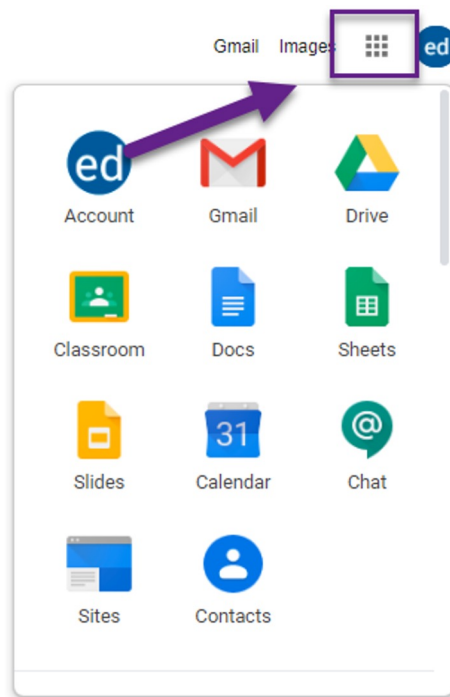 Gmail Images ed
ed
Account Gmail Drive
Classroom Docs Sheets
31 @
Slides Calendar Chat
Sites Contacts